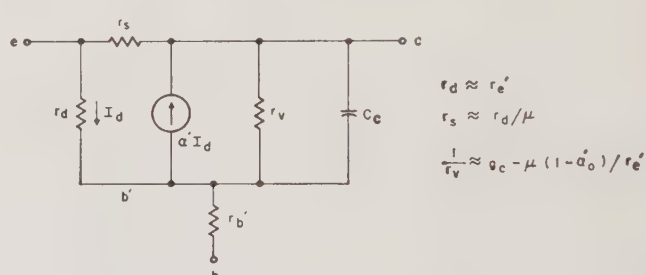 r_s
e
c
r_d
I_d
α'I_d
r_v
C_c
b'
r_b'
b
r_d ≈ r_e'
r_s ≈ r_d/μ
1/r_v ≈ g_c - μ (1-α'_o)/r_e'